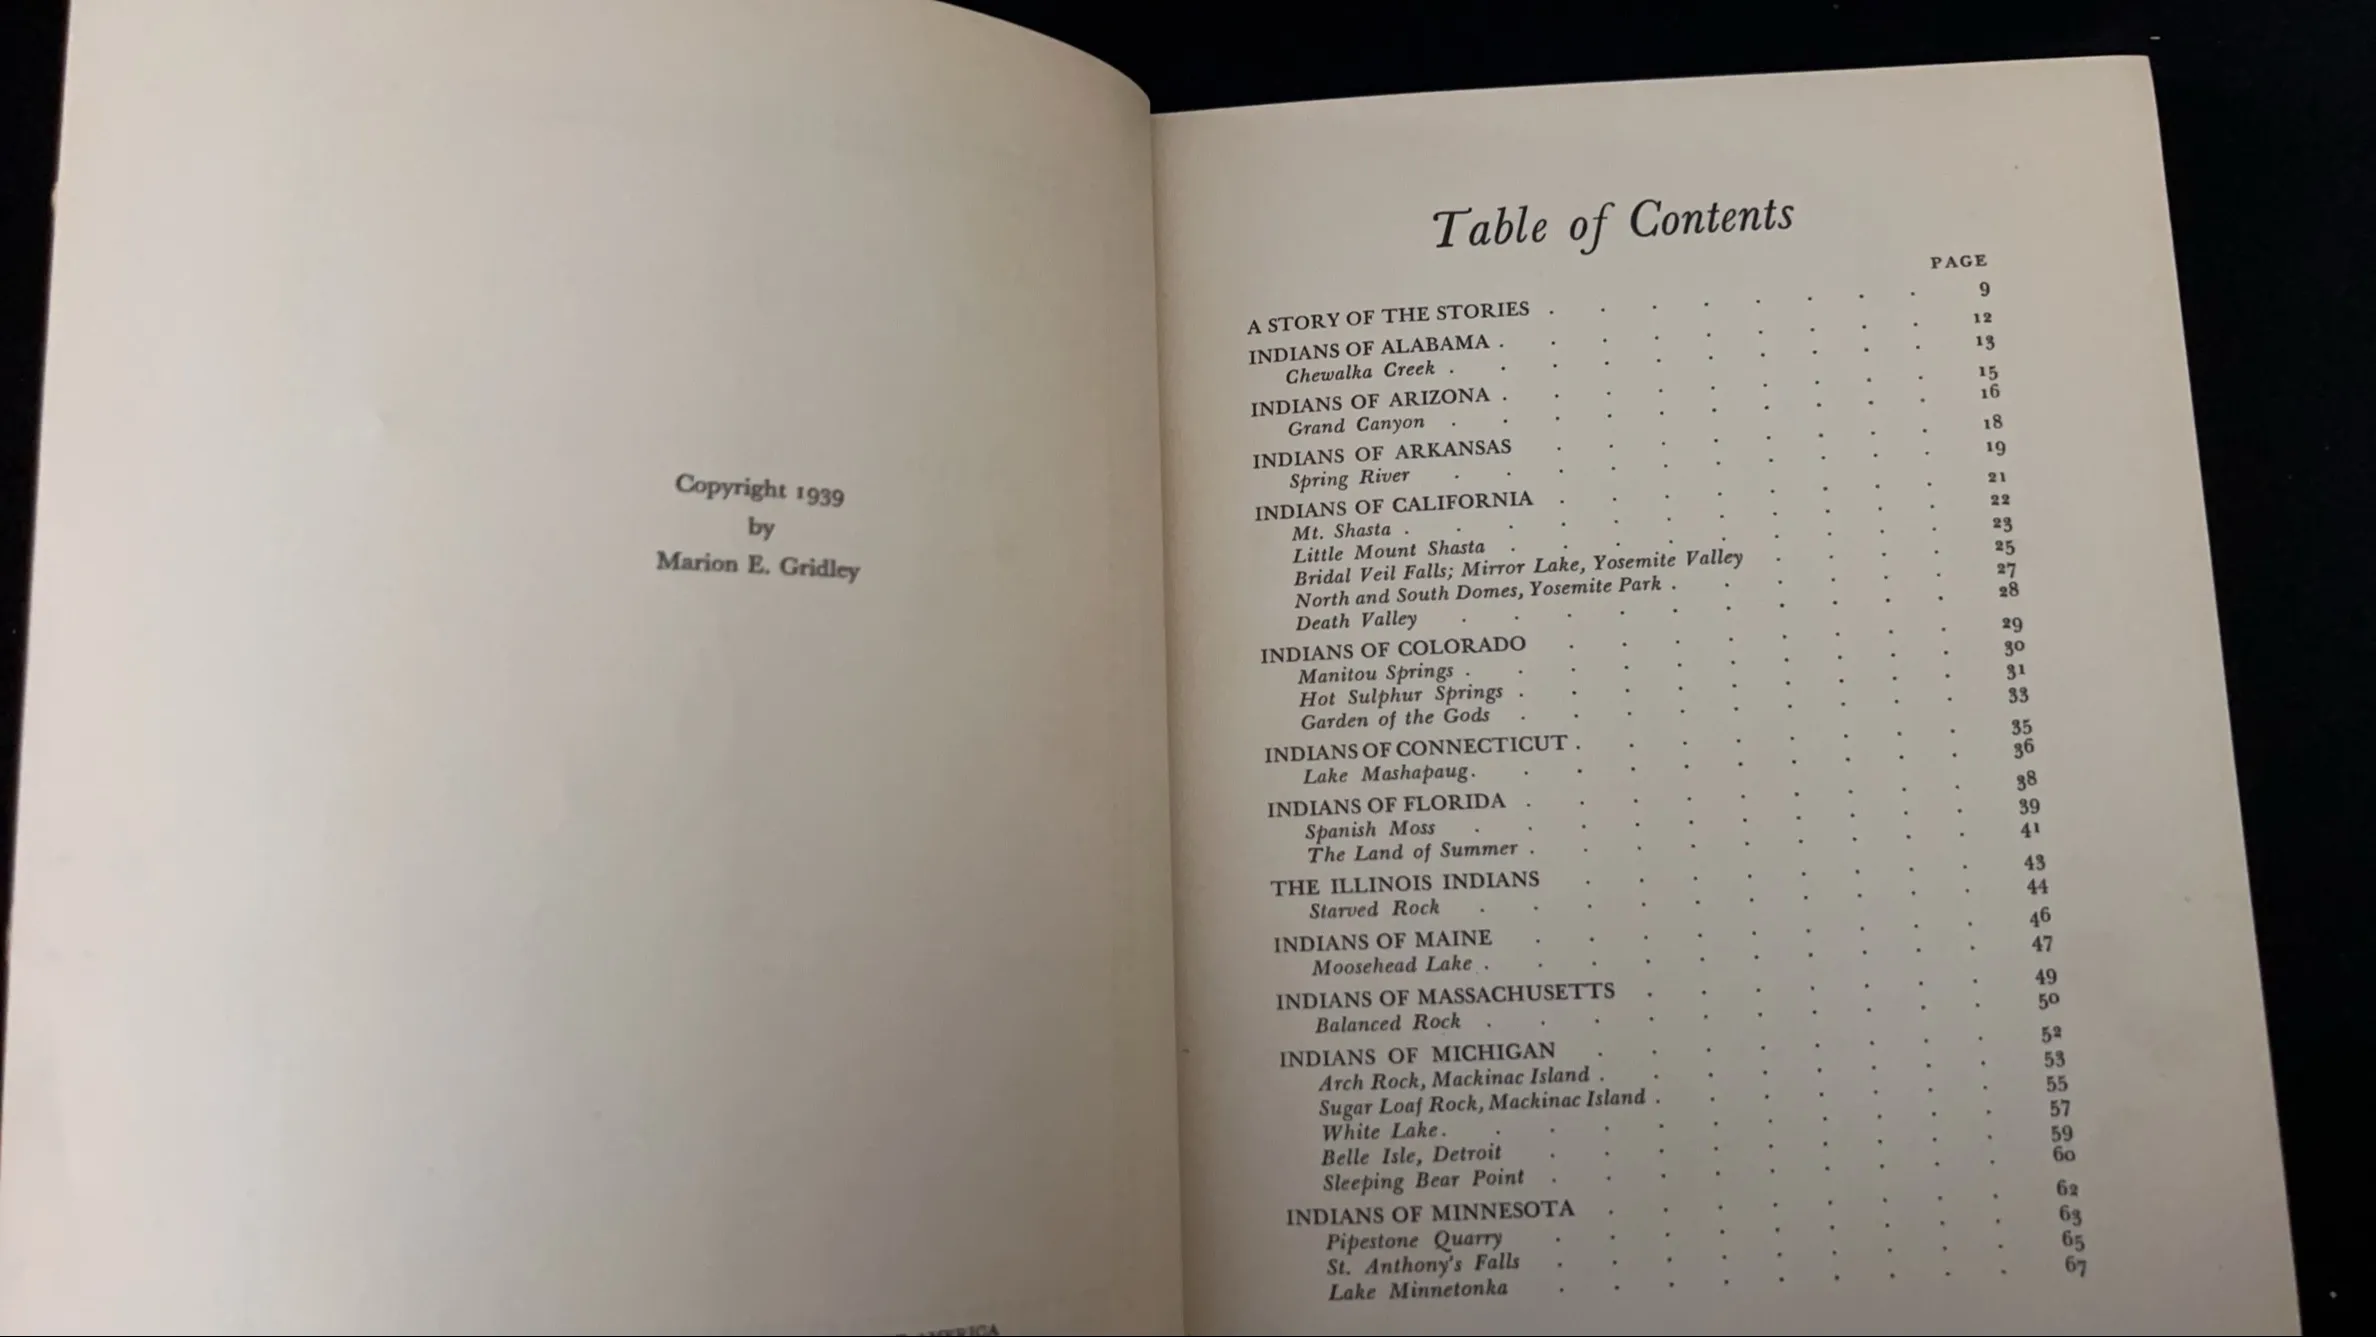 Copyright 1939
by
Marion E. Gridley
AMERICA
Table of Contents
PAGE
A STORY OF THE STORIES . . . . . . . . 9
INDIANS OF ALABAMA . . . . . . . . . 12
Chewalka Creek . . . . . . . . . . 13
INDIANS OF ARIZONA . . . . . . . . . 15
Grand Canyon . . . . . . . . . . 16
INDIANS OF ARKANSAS . . . . . . . . 18
Spring River . . . . . . . . . . 19
INDIANS OF CALIFORNIA . . . . . . . . 21
Mt. Shasta . . . . . . . . . . . 22
Little Mount Shasta . . . . . . . . . 23
Bridal Veil Falls; Mirror Lake, Yosemite Valley . . . . 25
North and South Domes, Yosemite Park . . . . . . 27
Death Valley . . . . . . . . . . 28
INDIANS OF COLORADO . . . . . . . . 29
Manitou Springs . . . . . . . . . . 30
Hot Sulphur Springs . . . . . . . . . 31
Garden of the Gods . . . . . . . . . 33
INDIANS OF CONNECTICUT . . . . . . . . 35
Lake Mashapaug . . . . . . . . . . 36
INDIANS OF FLORIDA . . . . . . . . . 38
Spanish Moss . . . . . . . . . . 39
The Land of Summer . . . . . . . . . 41
THE ILLINOIS INDIANS . . . . . . . . 43
Starved Rock . . . . . . . . . . 44
INDIANS OF MAINE . . . . . . . . . 46
Moosehead Lake . . . . . . . . . . 47
INDIANS OF MASSACHUSETTS . . . . . . . 49
Balanced Rock . . . . . . . . . . 50
INDIANS OF MICHIGAN . . . . . . . . 52
Arch Rock, Mackinac Island . . . . . . . . 53
Sugar Loaf Rock, Mackinac Island . . . . . . . 55
White Lake . . . . . . . . . . 57
Belle Isle, Detroit . . . . . . . . . 59
Sleeping Bear Point . . . . . . . . . 60
INDIANS OF MINNESOTA . . . . . . . . 62
Pipestone Quarry . . . . . . . . . 63
St. Anthony's Falls . . . . . . . . . 65
Lake Minnetonka . . . . . . . . . 67